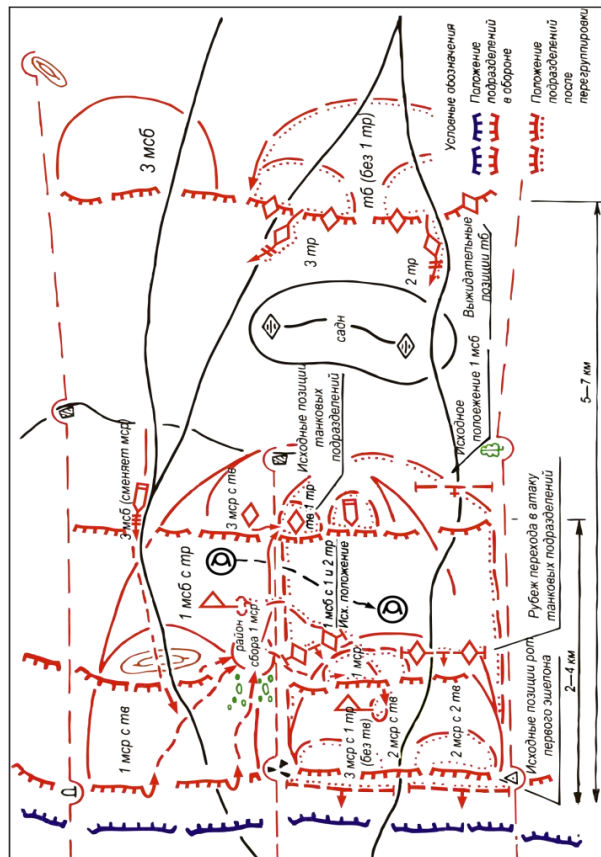 1 мср с тв
1 мсб с тр
3 мсб (сменяет мср)
3 мсб
район
сбора 1 мср
3 мср с тв
3 мср с 1 тр
(без тв)
1 мср
2 мср с тв
2 мср с 2 тв
1 мсб с 1 и 2 тр
Исх. положение
тв 1 тр
Исходные позиции
танковых
подразделений
садн
3 тр
2 тр
тб (без 1 тр)
Исходные позиции рот
первого эшелона
Рубеж перехода в атаку
танковых подразделений
Исходное
полоежение 1 мсб
Выжидательные
позиции тб
2—4 км
5—7 км
Условные обозначения
Положение
подразделений
в обороне
Положение
подразделений
после
перегруппировки